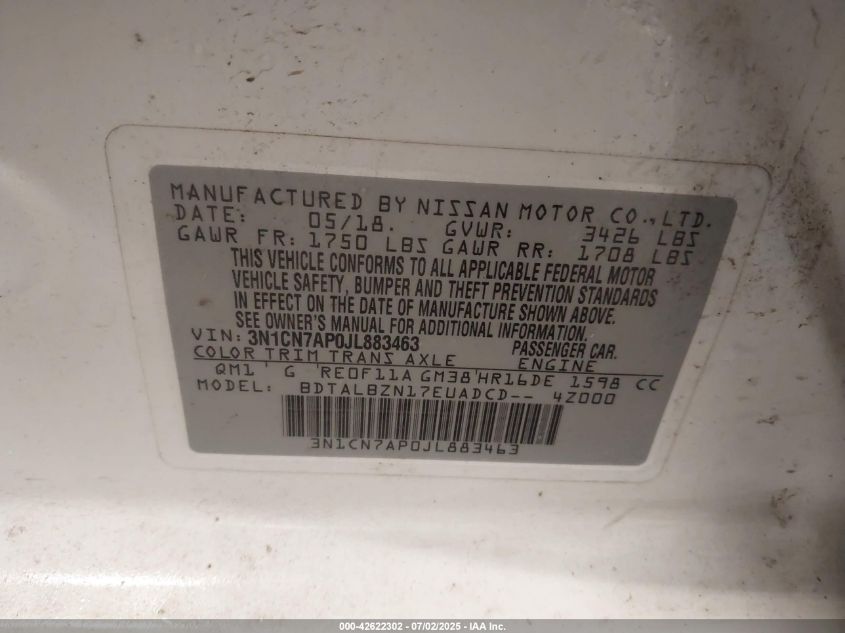 MANUFACTURED BY NISSAN MOTOR CO., LTD.
DATE: 05/18. GVWR: 3426 LBS
GAWR FR: 1750 LBS GAWR RR: 1708 LBS
THIS VEHICLE CONFORMS TO ALL APPLICABLE FEDERAL MOTOR
VEHICLE SAFETY, BUMPER AND THEFT PREVENTION STANDARDS
IN EFFECT ON THE DATE OF MANUFACTURE SHOWN ABOVE.
SEE OWNER'S MANUAL FOR ADDITIONAL INFORMATION.
VIN: 3N1CN7AP0JL883463 PASSENGER CAR.
COLOR TRIM TRANS AXLE ENGINE
QM1 ' G 'RE0F11A GM38'HR16DE 1598 CC
MODEL: BDTALBZN17EUADCD-- 4Z000
3N1CN7AP0JL883463
000-42622302 - 07/02/2025 - IAA Inc.